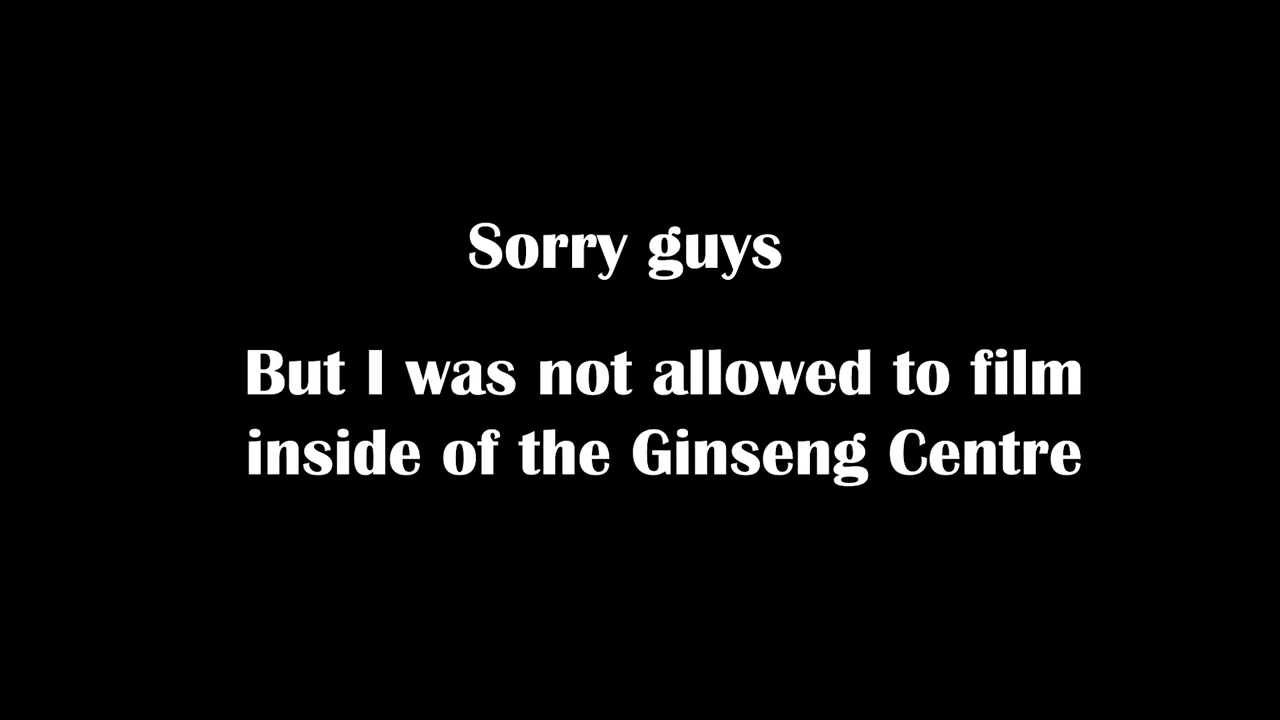 Sorry guys
But I was not allowed to film
inside of the Ginseng Centre